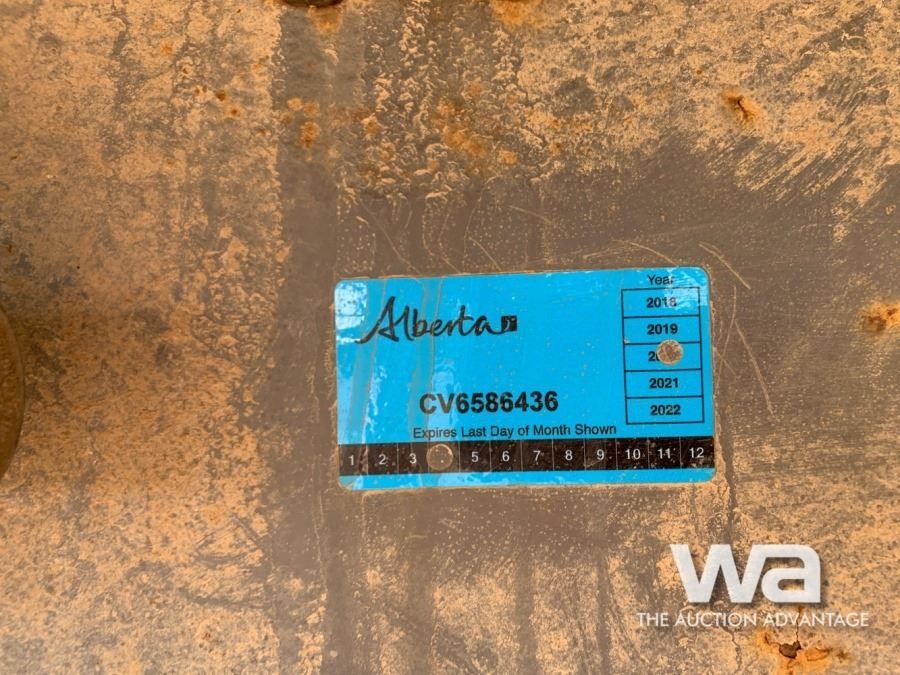 Alberta
Year
2018
2019
2021
2022
CV6586436
Expires Last Day of Month Shown
1 2 3 5 6 7 8 9 10 11 12
wa
THE AUCTION ADVANTAGE